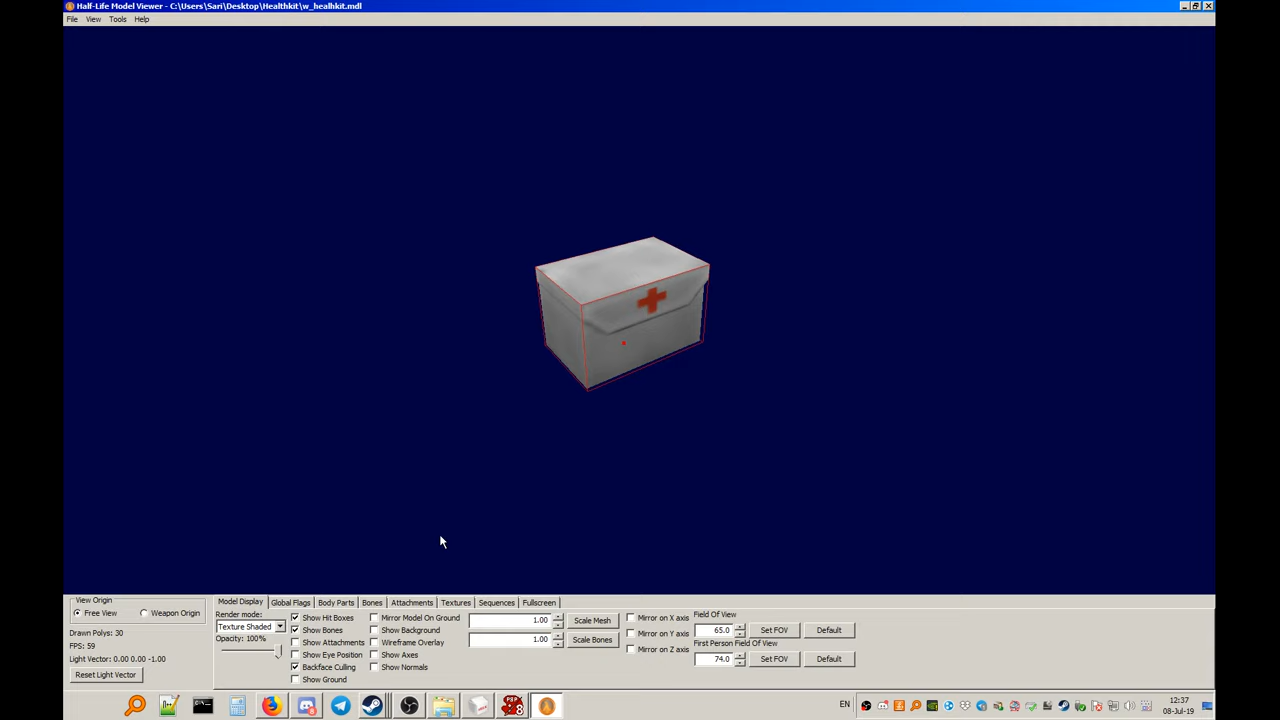 Half-Life Model Viewer - C:\Users\Sari\Desktop\Healthkit\w_healhkit.mdl
File View Tools Help
View Origin
Free View Weapon Origin
Drawn Polys: 30
FPS: 59
Light Vector: 0.00 0.00 -1.00
Reset Light Vector
Model Display Global Flags Body Parts Bones Attachments Textures Sequences Fullscreen
Render mode:
Texture Shaded
Opacity: 100%
Show Hit Boxes
Show Bones
Show Attachments
Show Eye Position
Backface Culling
Show Ground
Mirror Model On Ground
Show Background
Wireframe Overlay
Show Axes
Show Normals
1.00 Scale Mesh
1.00 Scale Bones
Mirror on X axis
Mirror on Y axis
Mirror on Z axis
Field Of View
65.0 Set FOV Default
First Person Field Of View
74.0 Set FOV Default
EN
12:37
08-Jul-19